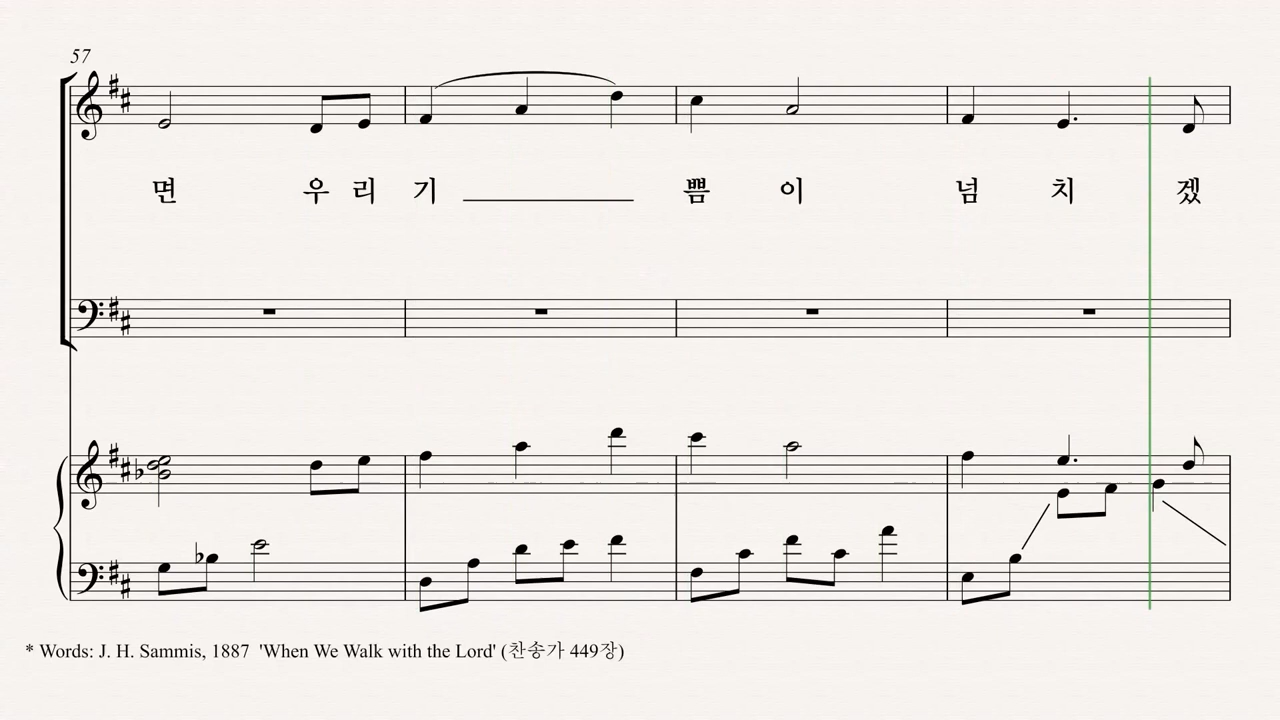 57
면 우 리 기 쁨 이 넘 치 겠
* Words: J. H. Sammis, 1887 'When We Walk with the Lord' (찬송가 449장)